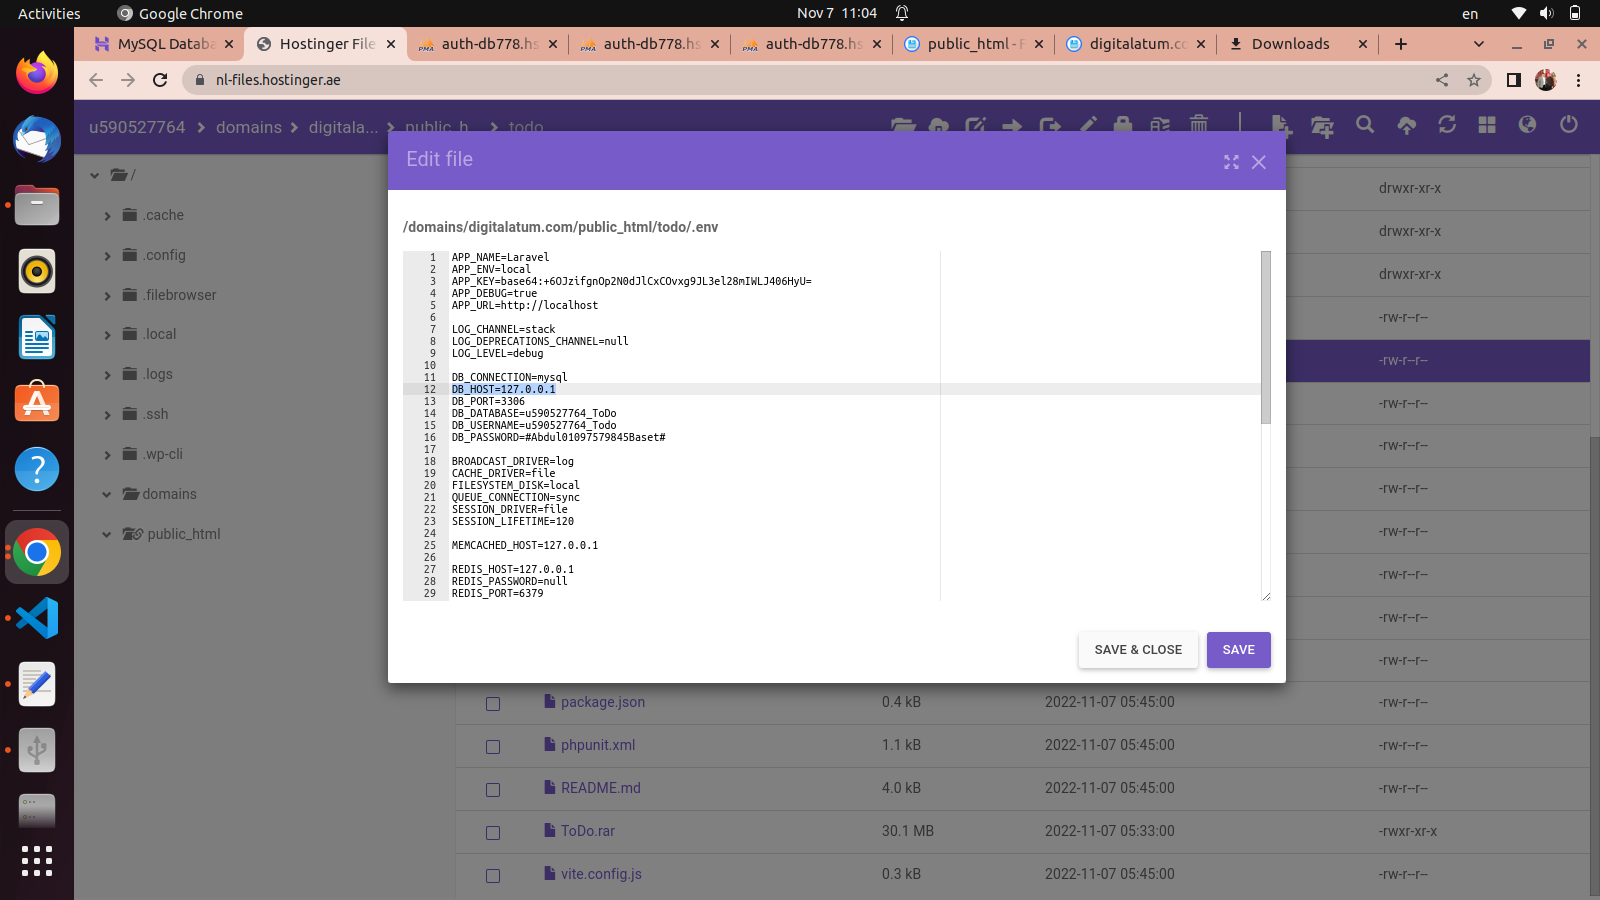 Activities
Google Chrome
Nov 7 11:04
en
MySQL Databa
Hostinger File
auth-db778.hs
auth-db778.hs
auth-db778.hs
public_html - F
digitalatum.co
Downloads
nl-files.hostinger.ae
u590527764
domains
digitala...
public_h...
todo
/
.cache
.config
.filebrowser
.local
.logs
.ssh
.wp-cli
domains
public_html
Edit file
/domains/digitalatum.com/public_html/todo/.env
1 APP_NAME=Laravel
2 APP_ENV=local
3 APP_KEY=base64:+6OJzifgnOp2N0dJlCxCOvxg9JL3el28mIWLJ406HyU=
4 APP_DEBUG=true
5 APP_URL=http://localhost
6
7 LOG_CHANNEL=stack
8 LOG_DEPRECATIONS_CHANNEL=null
9 LOG_LEVEL=debug
10
11 DB_CONNECTION=mysql
12 DB_HOST=127.0.0.1
13 DB_PORT=3306
14 DB_DATABASE=u590527764_ToDo
15 DB_USERNAME=u590527764_Todo
16 DB_PASSWORD=#Abdul01097579845Baset#
17
18 BROADCAST_DRIVER=log
19 CACHE_DRIVER=file
20 FILESYSTEM_DISK=local
21 QUEUE_CONNECTION=sync
22 SESSION_DRIVER=file
23 SESSION_LIFETIME=120
24
25 MEMCACHED_HOST=127.0.0.1
26
27 REDIS_HOST=127.0.0.1
28 REDIS_PASSWORD=null
29 REDIS_PORT=6379
SAVE & CLOSE
SAVE
drwxr-xr-x
drwxr-xr-x
drwxr-xr-x
-rw-r--r--
-rw-r--r--
-rw-r--r--
-rw-r--r--
-rw-r--r--
-rw-r--r--
-rw-r--r--
-rw-r--r--
-rw-r--r--
package.json 0.4 kB 2022-11-07 05:45:00 -rw-r--r--
phpunit.xml 1.1 kB 2022-11-07 05:45:00 -rw-r--r--
README.md 4.0 kB 2022-11-07 05:45:00 -rw-r--r--
ToDo.rar 30.1 MB 2022-11-07 05:33:00 -rwxr-xr-x
vite.config.js 0.3 kB 2022-11-07 05:45:00 -rw-r--r--